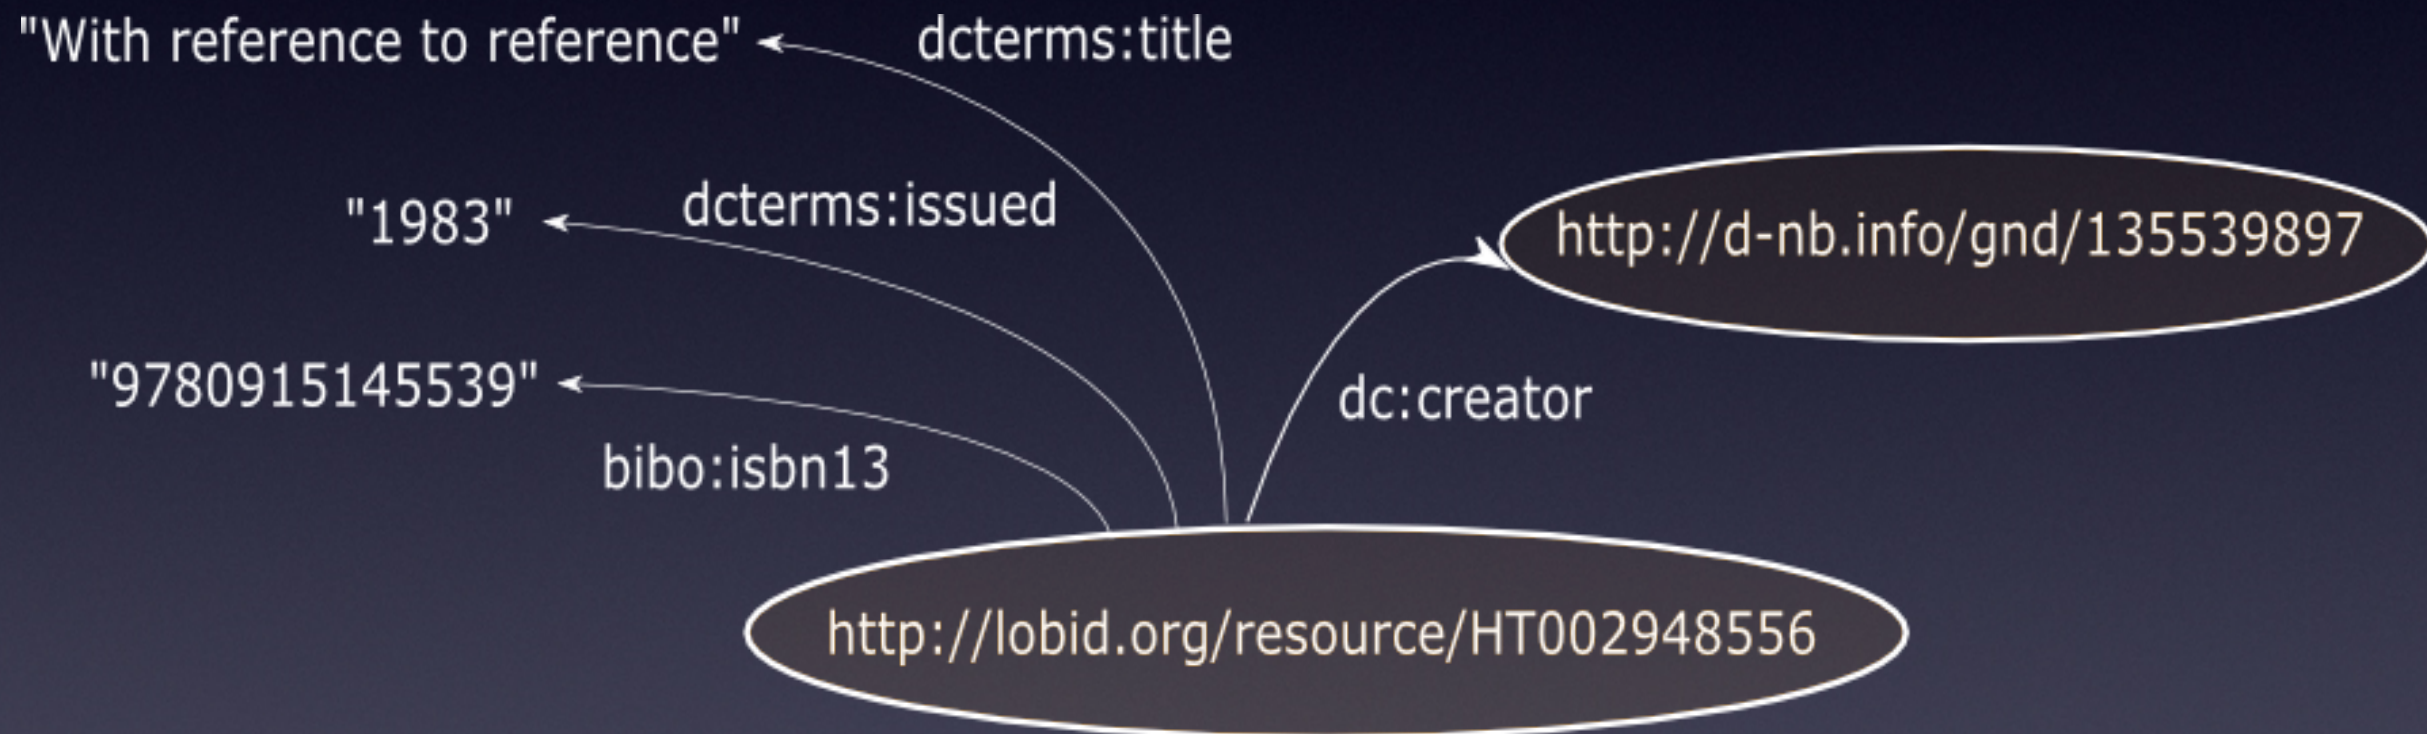 "With reference to reference"
dcterms:title
"1983"
dcterms:issued
http://d-nb.info/gnd/135539897
"9780915145539"
dc:creator
bibo:isbn13
http://lobid.org/resource/HT002948556